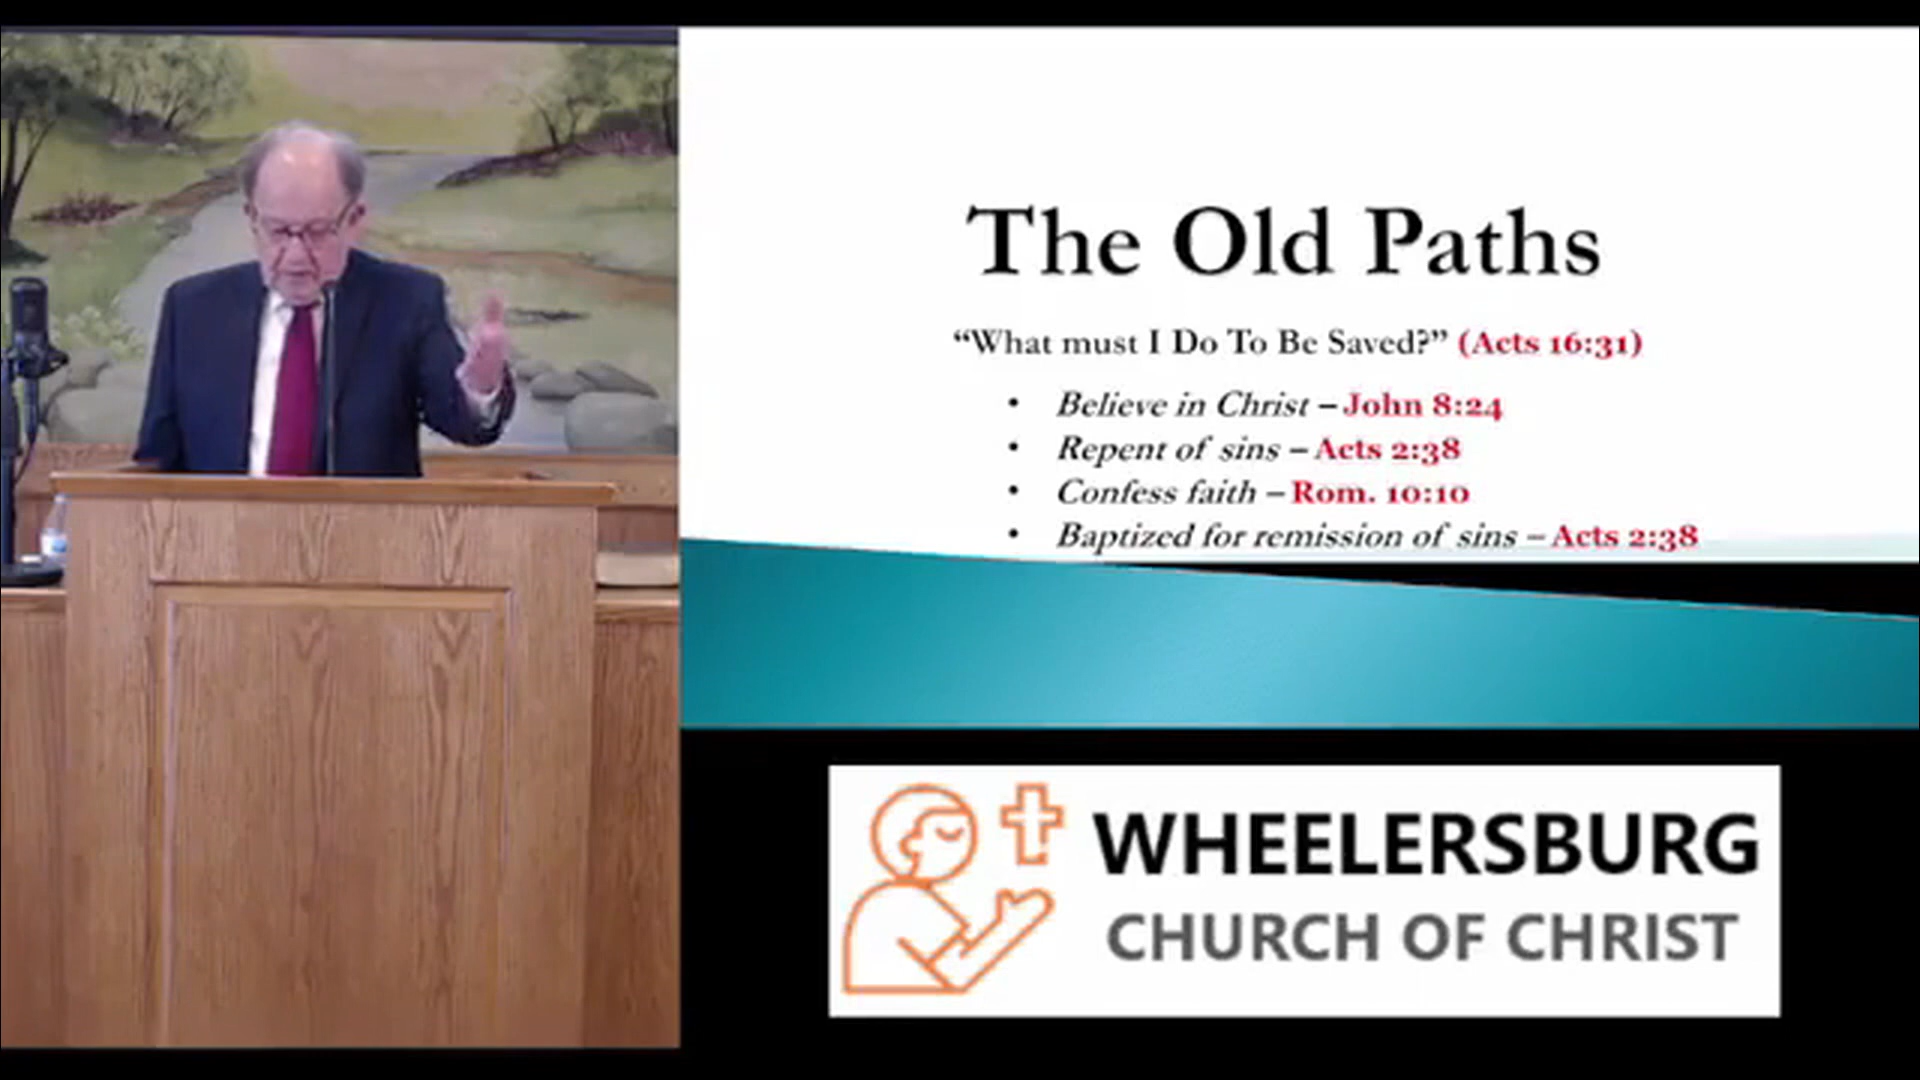 The Old Paths
“What must I Do To Be Saved?” (Acts 16:31)
• Believe in Christ – John 8:24
• Repent of sins – Acts 2:38
• Confess faith – Rom. 10:10
• Baptized for remission of sins – Acts 2:38
WHEELERSBURG
CHURCH OF CHRIST